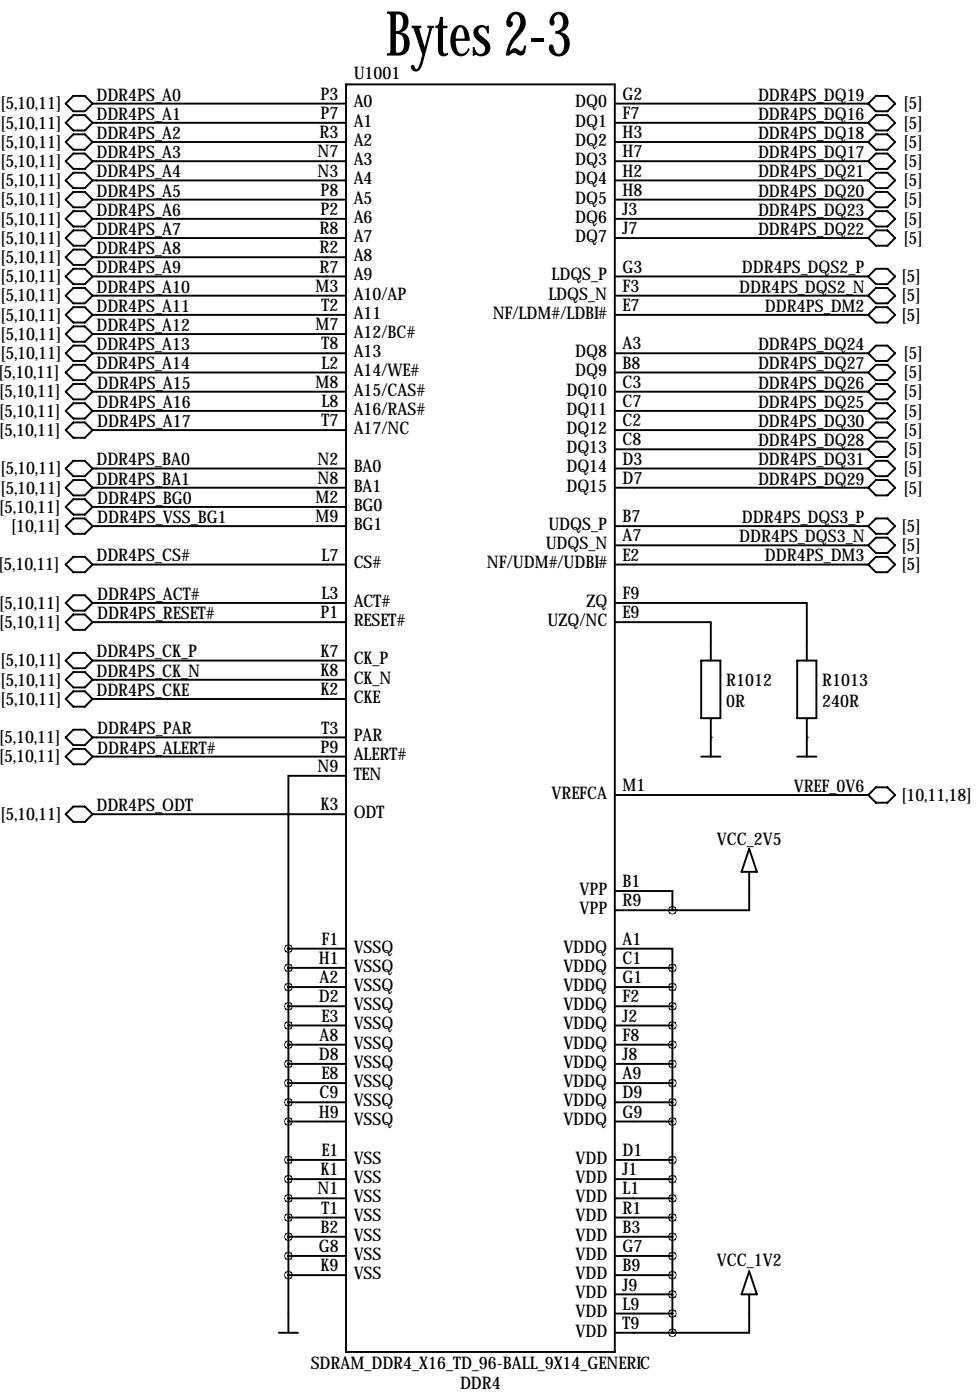 Bytes 2-3
U1001
[5,10,11] DDR4PS_A0 P3 A0 DQ0 G2 DDR4PS_DQ19 [5]
[5,10,11] DDR4PS_A1 P7 A1 DQ1 F7 DDR4PS_DQ16 [5]
[5,10,11] DDR4PS_A2 R3 A2 DQ2 H3 DDR4PS_DQ18 [5]
[5,10,11] DDR4PS_A3 N7 A3 DQ3 H7 DDR4PS_DQ17 [5]
[5,10,11] DDR4PS_A4 N3 A4 DQ4 H2 DDR4PS_DQ21 [5]
[5,10,11] DDR4PS_A5 P8 A5 DQ5 H8 DDR4PS_DQ20 [5]
[5,10,11] DDR4PS_A6 P2 A6 DQ6 J3 DDR4PS_DQ23 [5]
[5,10,11] DDR4PS_A7 R8 A7 DQ7 J7 DDR4PS_DQ22 [5]
[5,10,11] DDR4PS_A8 R2 A8
[5,10,11] DDR4PS_A9 R7 A9 LDQS_P G3 DDR4PS_DQS2_P [5]
[5,10,11] DDR4PS_A10 M3 A10/AP LDQS_N F3 DDR4PS_DQS2_N [5]
[5,10,11] DDR4PS_A11 T2 A11 NF/LDM#/LDBI# E7 DDR4PS_DM2 [5]
[5,10,11] DDR4PS_A12 M7 A12/BC#
[5,10,11] DDR4PS_A13 T8 A13 DQ8 A3 DDR4PS_DQ24 [5]
[5,10,11] DDR4PS_A14 L2 A14/WE# DQ9 B8 DDR4PS_DQ27 [5]
[5,10,11] DDR4PS_A15 M8 A15/CAS# DQ10 C3 DDR4PS_DQ26 [5]
[5,10,11] DDR4PS_A16 L8 A16/RAS# DQ11 C7 DDR4PS_DQ25 [5]
[5,10,11] DDR4PS_A17 T7 A17/NC DQ12 C2 DDR4PS_DQ30 [5]
DQ13 C8 DDR4PS_DQ28 [5]
[5,10,11] DDR4PS_BA0 N2 BA0 DQ14 D3 DDR4PS_DQ31 [5]
[5,10,11] DDR4PS_BA1 N8 BA1 DQ15 D7 DDR4PS_DQ29 [5]
[5,10,11] DDR4PS_BG0 M2 BG0
[10,11] DDR4PS_VSS_BG1 M9 BG1 UDQS_P B7 DDR4PS_DQS3_P [5]
UDQS_N A7 DDR4PS_DQS3_N [5]
[5,10,11] DDR4PS_CS# L7 CS# NF/UDM#/UDBI# E2 DDR4PS_DM3 [5]
[5,10,11] DDR4PS_ACT# L3 ACT# ZQ F9
[5,10,11] DDR4PS_RESET# P1 RESET# UZQ/NC E9
[5,10,11] DDR4PS_CK_P K7 CK_P
[5,10,11] DDR4PS_CK_N K8 CK_N R1012 R1013
[5,10,11] DDR4PS_CKE K2 CKE 0R 240R
[5,10,11] DDR4PS_PAR T3 PAR
[5,10,11] DDR4PS_ALERT# P9 ALERT#
N9 TEN
VREFCA M1 VREF_0V6 [10,11,18]
[5,10,11] DDR4PS_ODT K3 ODT
VCC_2V5
VPP B1
VPP R9
F1 VSSQ VDDQ A1
H1 VSSQ VDDQ C1
A2 VSSQ VDDQ G1
D2 VSSQ VDDQ F2
E3 VSSQ VDDQ J2
A8 VSSQ VDDQ F8
D8 VSSQ VDDQ J8
E8 VSSQ VDDQ A9
C9 VSSQ VDDQ D9
H9 VSSQ VDDQ G9
E1 VSS VDD D1
K1 VSS VDD J1
N1 VSS VDD L1
T1 VSS VDD R1
B2 VSS VDD B3
G8 VSS VDD G7
K9 VSS VDD B9
VCC_1V2
VDD J9
VDD L9
VDD T9
SDRAM_DDR4_X16_TD_96-BALL_9X14_GENERIC
DDR4